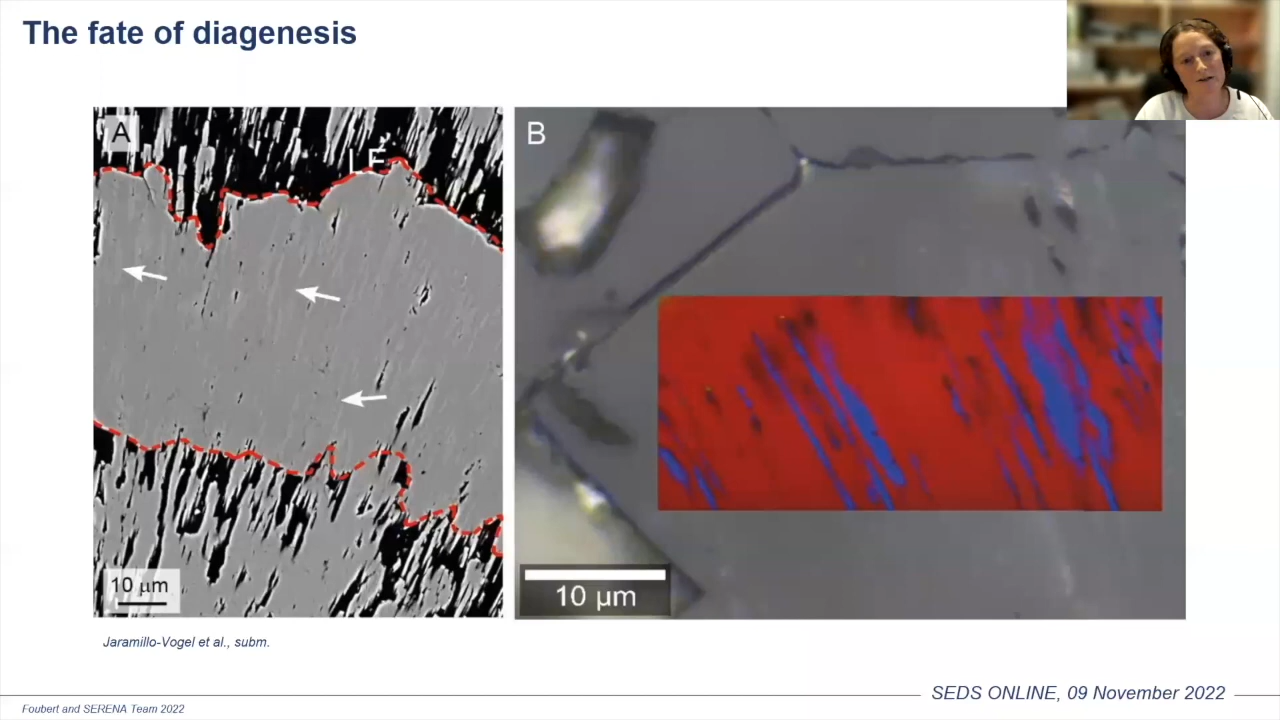 The fate of diagenesis
A
LF
B
10 µm
10 µm
Jaramillo-Vogel et al., subm.
SEDS ONLINE, 09 November 2022
Foubert and SERENA Team 2022